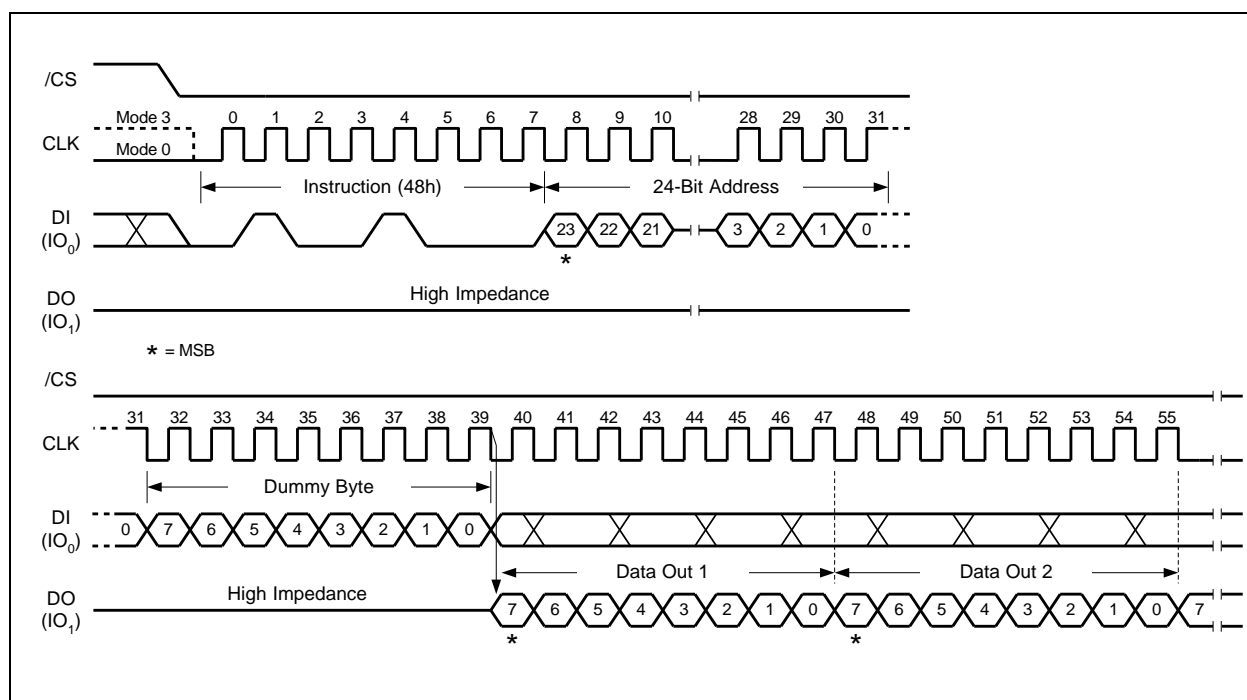 /CS
Mode 3 0 1 2 3 4 5 6 7 8 9 10 28 29 30 31
CLK
Mode 0
Instruction (48h) 24-Bit Address
DI
(IO0) 23 22 21 3 2 1 0
*
High Impedance
DO
(IO1)
* = MSB
/CS
31 32 33 34 35 36 37 38 39 40 41 42 43 44 45 46 47 48 49 50 51 52 53 54 55
CLK
Dummy Byte
DI
(IO0) 0 7 6 5 4 3 2 1 0
Data Out 1 Data Out 2
High Impedance
DO
(IO1) 7 6 5 4 3 2 1 0 7 6 5 4 3 2 1 0 7
* *